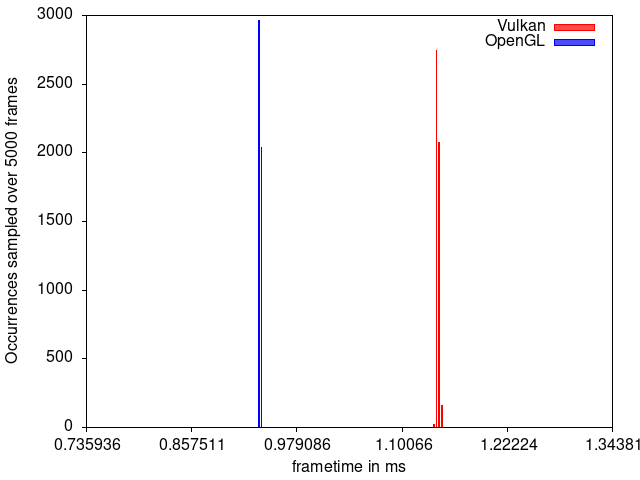 3000
Vulkan
OpenGL
2500
2000
1500
1000
500
0
Occurrences sampled over 5000 frames
0.735936 0.857511 0.979086 1.10066 1.22224 1.34381
frametime in ms